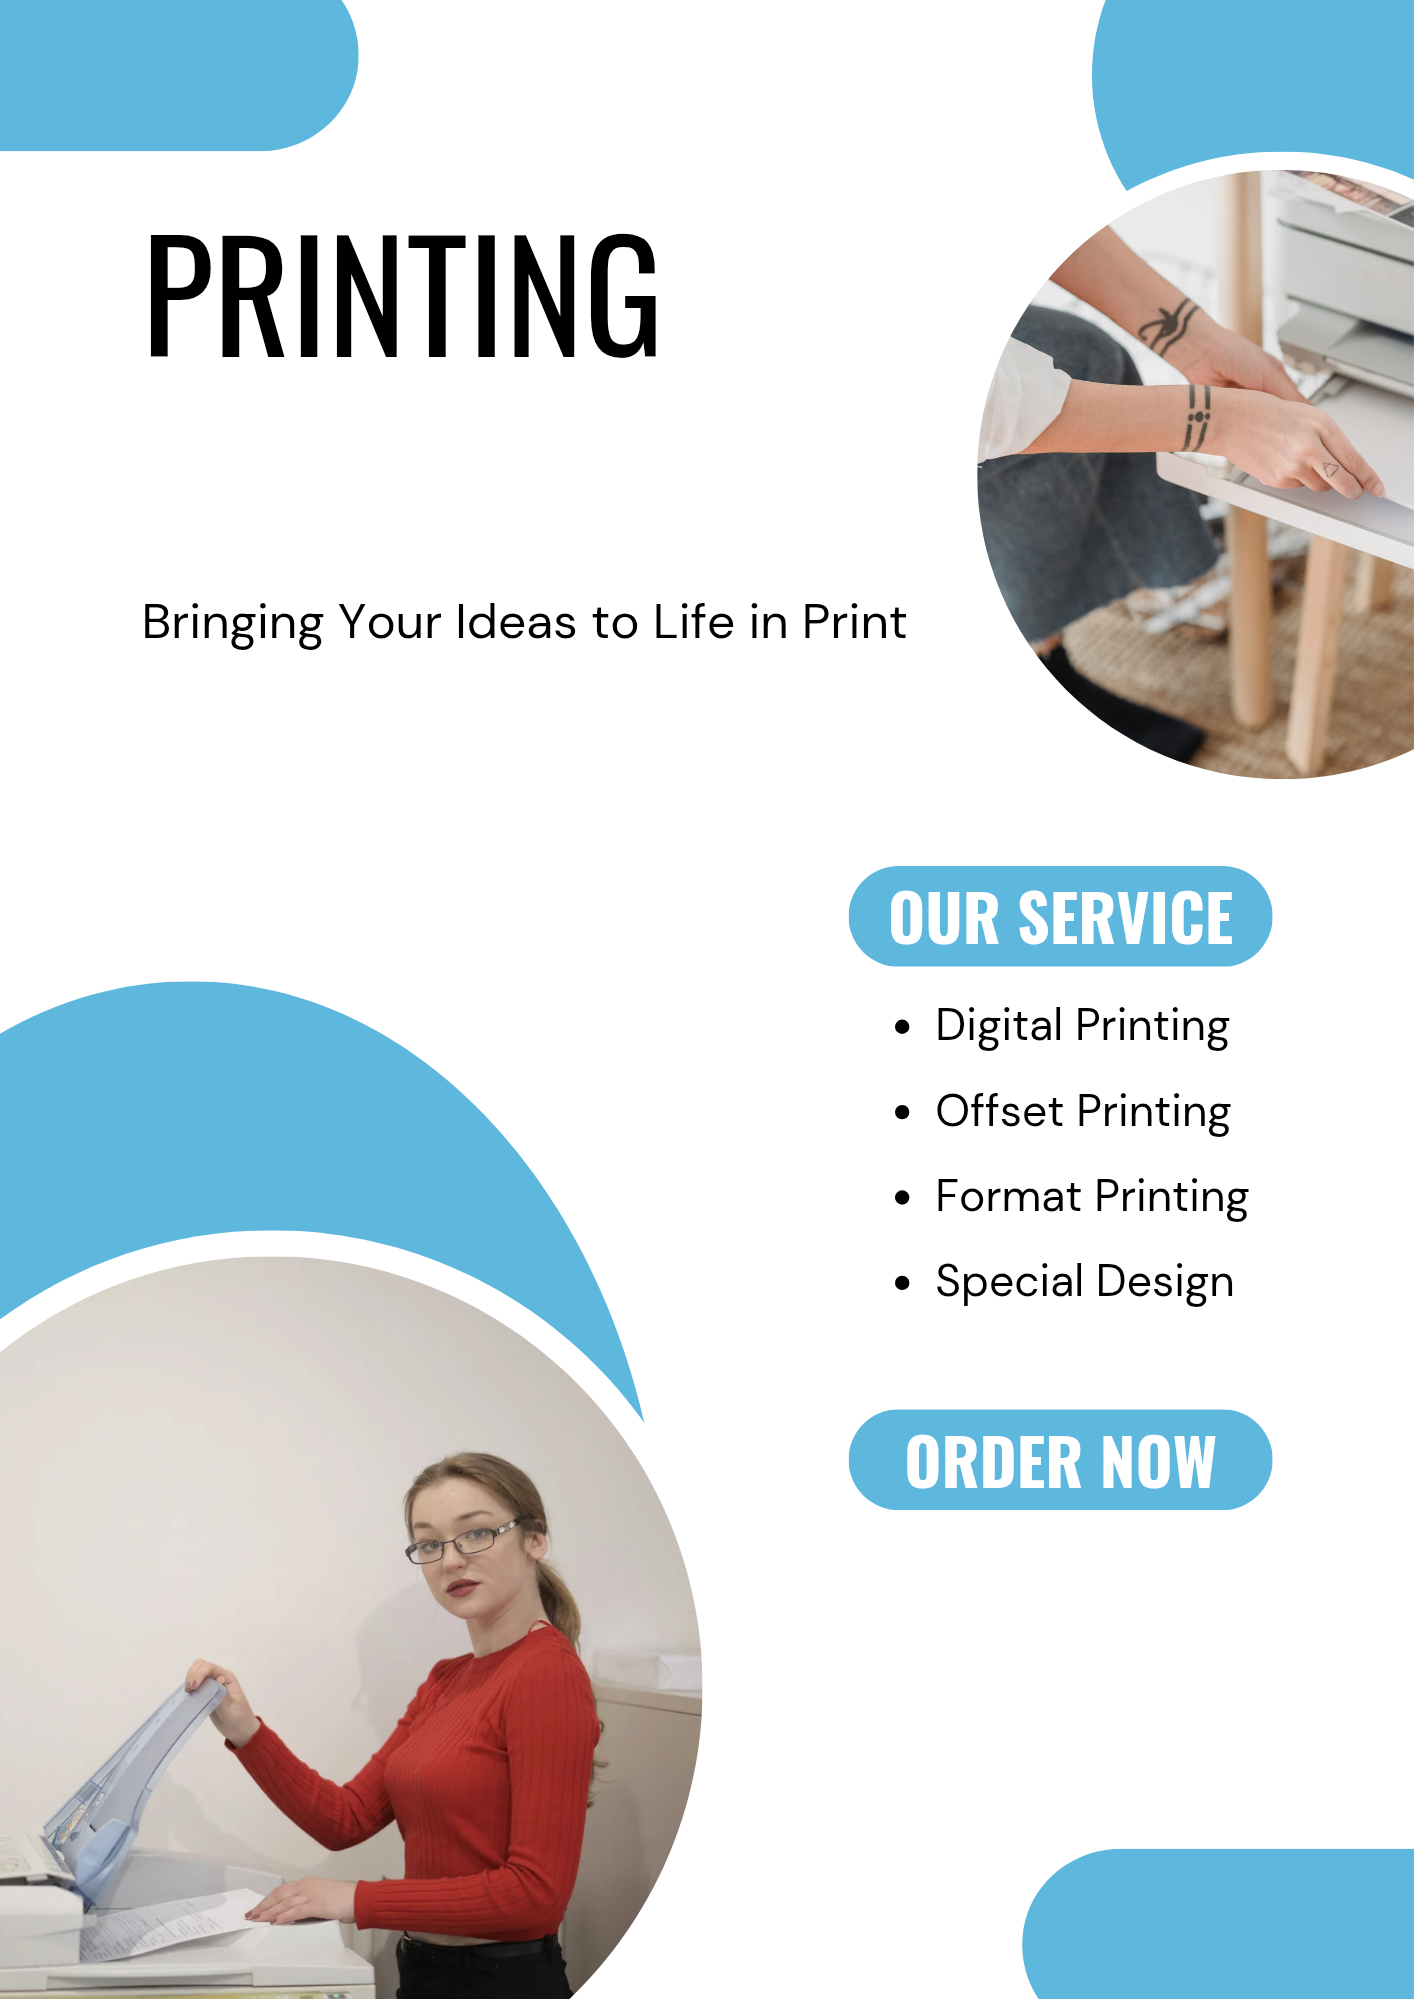 PRINTING
Bringing Your Ideas to Life in Print
OUR SERVICE
• Digital Printing
• Offset Printing
• Format Printing
• Special Design
ORDER NOW